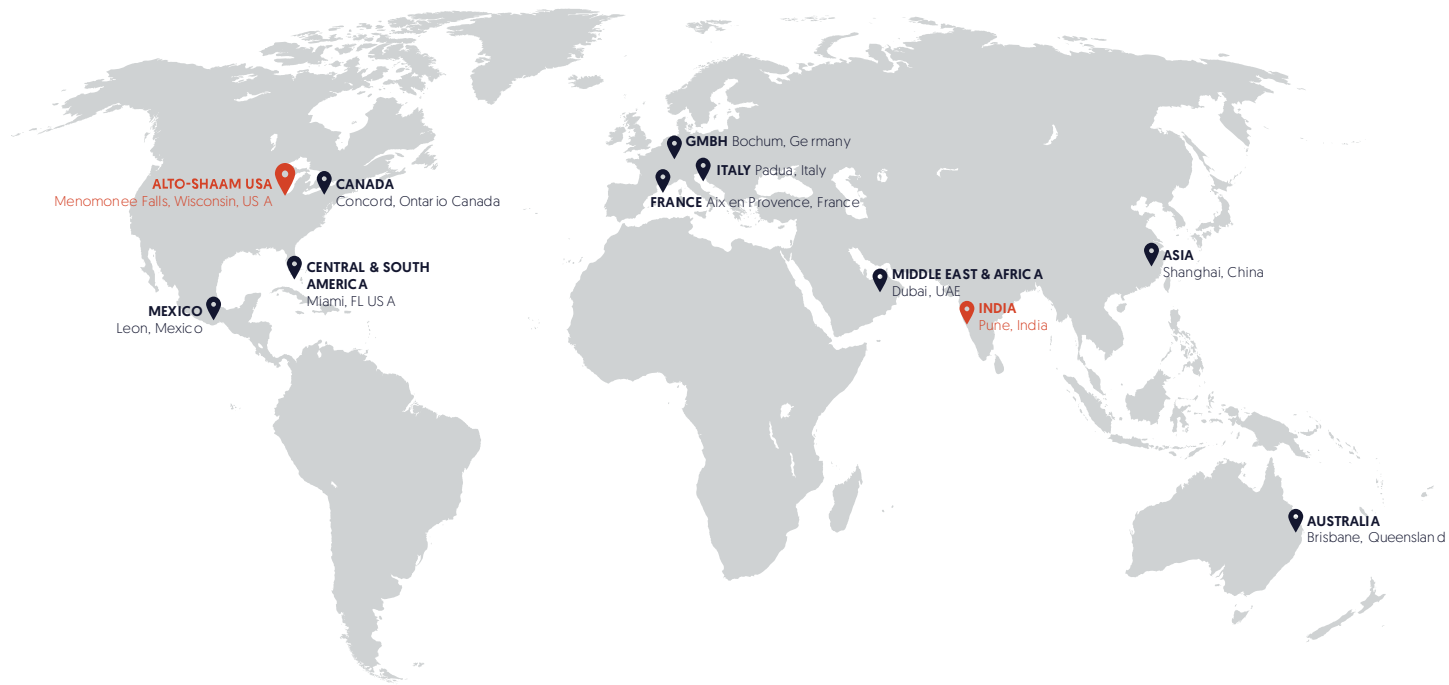 GMBH Bochum, Germany
ITALY Padua, Italy
ALTO-SHAAM USA
Menomonee Falls, Wisconsin, USA
CANADA
Concord, Ontario Canada
FRANCE Aix en Provence, France
ASIA
Shanghai, China
CENTRAL & SOUTH
AMERICA
Miami, FL USA
MIDDLE EAST & AFRICA
Dubai, UAE
MEXICO
Leon, Mexico
INDIA
Pune, India
AUSTRALIA
Brisbane, Queensland